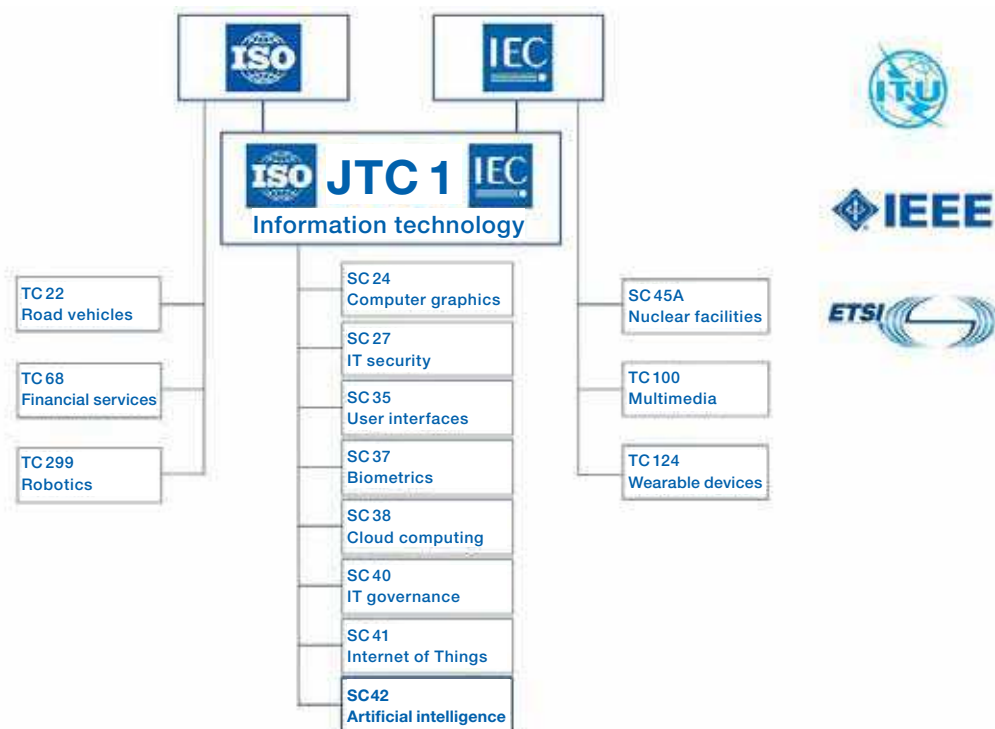 ISO
IEC
ITU
ISO
JTC 1
IEC
Information technology
IEEE
ETSI
TC 22
Road vehicles
TC 68
Financial services
TC 299
Robotics
SC 24
Computer graphics
SC 27
IT security
SC 35
User interfaces
SC 37
Biometrics
SC 38
Cloud computing
SC 40
IT governance
SC 41
Internet of Things
SC42
Artificial intelligence
SC 45A
Nuclear facilities
TC 100
Multimedia
TC 124
Wearable devices